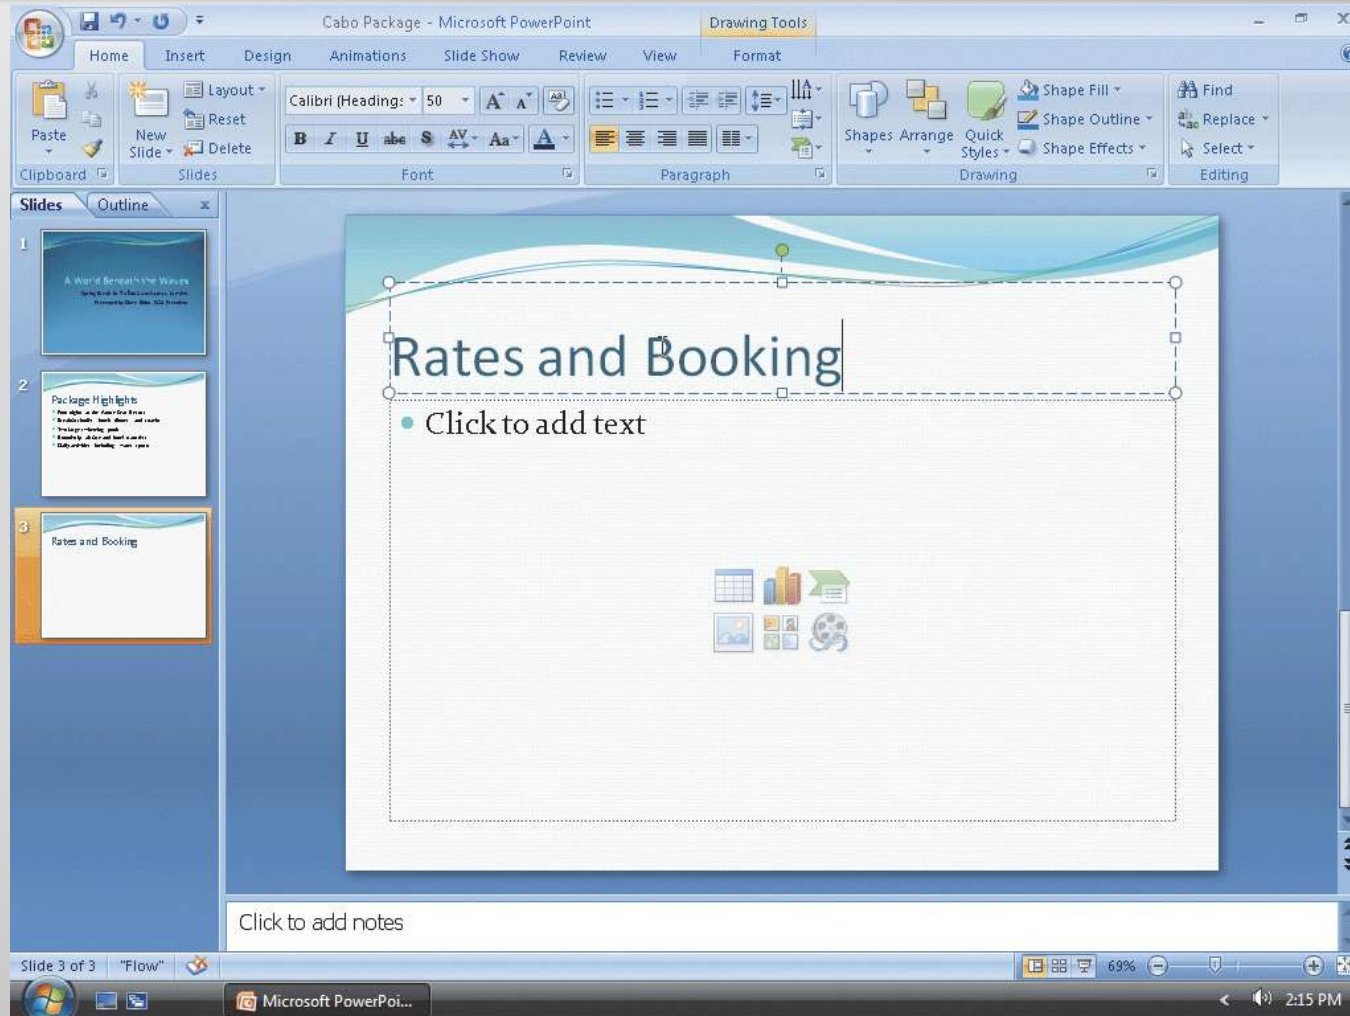 Cabo Package - Microsoft PowerPoint
Drawing Tools
Home Insert Design Animations Slide Show Review View Format
Paste
New Slide
Layout
Reset
Delete
Calibri (Headings 50
B I U abc S AV Aa A
Shapes Arrange Quick Styles
Shape Fill
Shape Outline
Shape Effects
Find
Replace
Select
Clipboard Slides Font Paragraph Drawing Editing
Slides Outline
1
A World Beneath the Waves
2
Package Highlights
3
Rates and Booking
Rates and Booking
• Click to add text
Click to add notes
Slide 3 of 3 "Flow" 69%
Microsoft PowerPoi... 2:15 PM